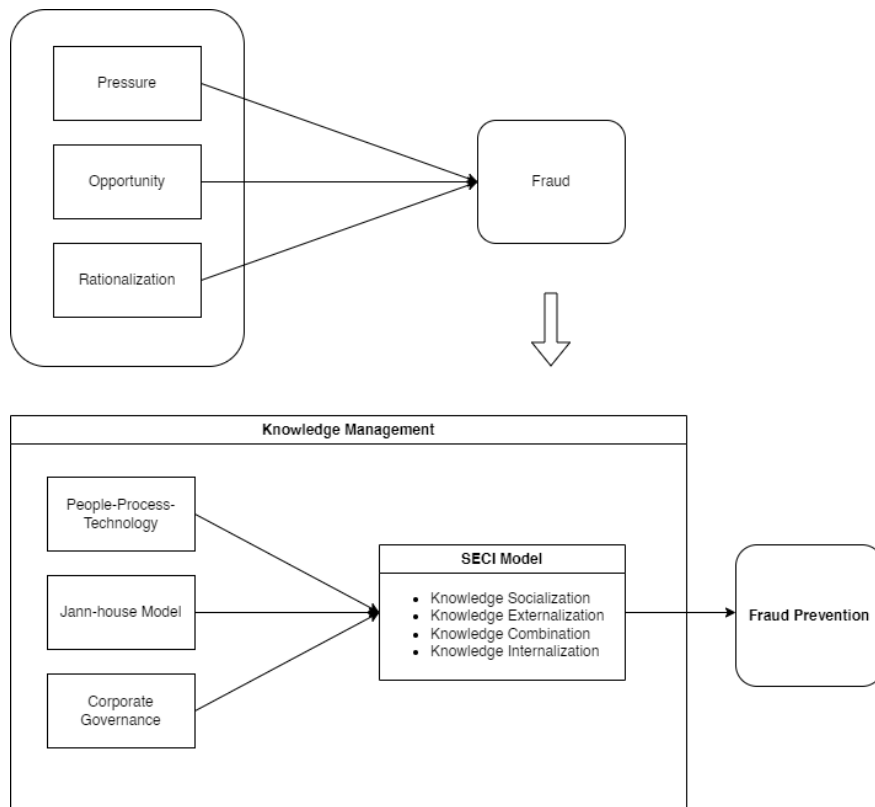 Pressure
Opportunity
Fraud
Rationalization
Knowledge Management
People-Process-
Technology
SECI Model
Knowledge Socialization
Knowledge Externalization
Knowledge Combination
Knowledge Internalization
Jann-house Model
Fraud Prevention
Corporate
Governance